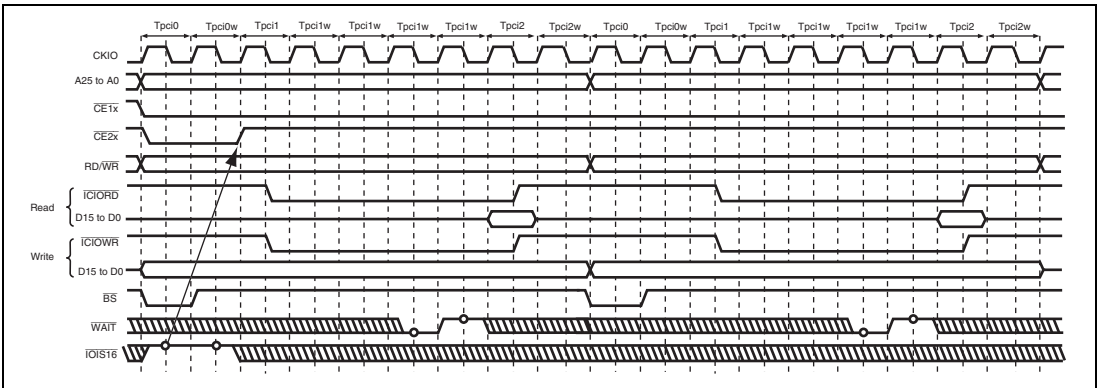 Tpci0 Tpci0w Tpci1 Tpci1w Tpci1w Tpci1w Tpci1w Tpci2 Tpci2w Tpci0 Tpci0w Tpci1 Tpci1w Tpci1w Tpci1w Tpci1w Tpci2 Tpci2w
CKIO
A25 to A0
CE1x
CE2x
RD/WR
Read
ICIORD
D15 to D0
Write
ICIOWR
D15 to D0
BS
WAIT
IOIS16